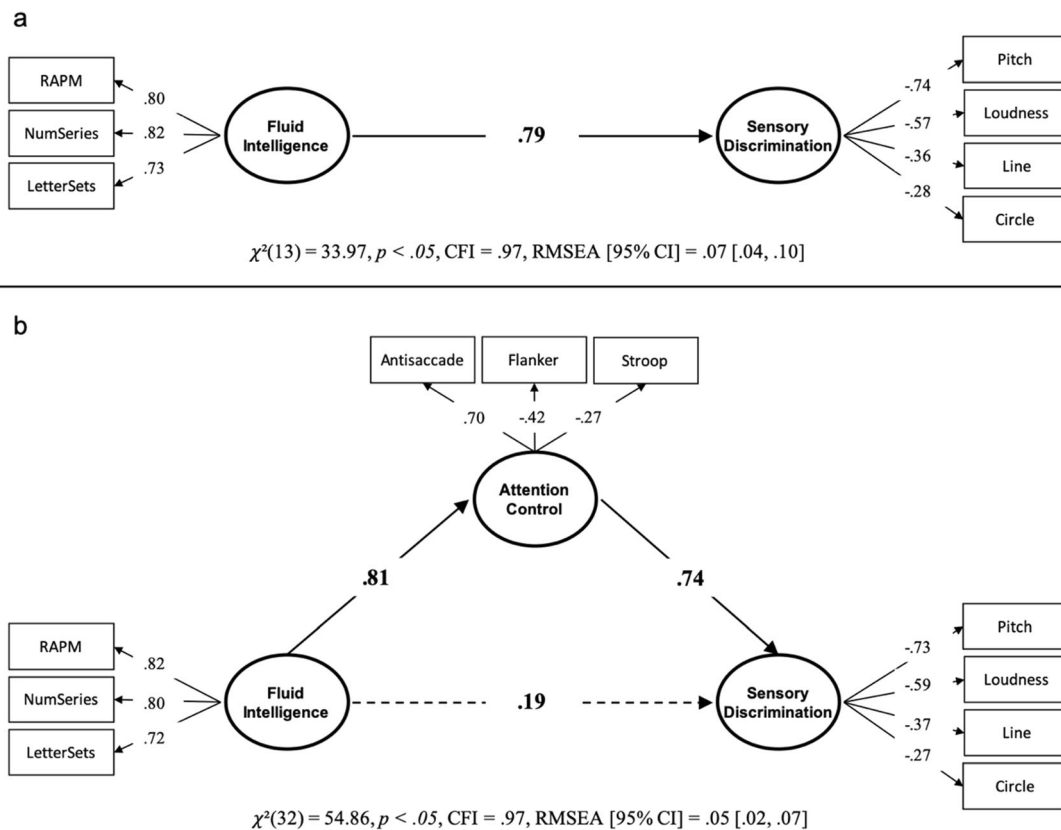 a
RAPM
NumSeries
LetterSets
.80
.82
.73
Fluid
Intelligence
.79
Sensory
Discrimination
-.74
-.57
-.36
-.28
Pitch
Loudness
Line
Circle
χ²(13) = 33.97, p < .05, CFI = .97, RMSEA [95% CI] = .07 [.04, .10]
b
Antisaccade
Flanker
Stroop
.70
-.42
-.27
Attention
Control
.81
.74
RAPM
NumSeries
LetterSets
.82
.80
.72
Fluid
Intelligence
.19
Sensory
Discrimination
-.73
-.59
-.37
-.27
Pitch
Loudness
Line
Circle
χ²(32) = 54.86, p < .05, CFI = .97, RMSEA [95% CI] = .05 [.02, .07]